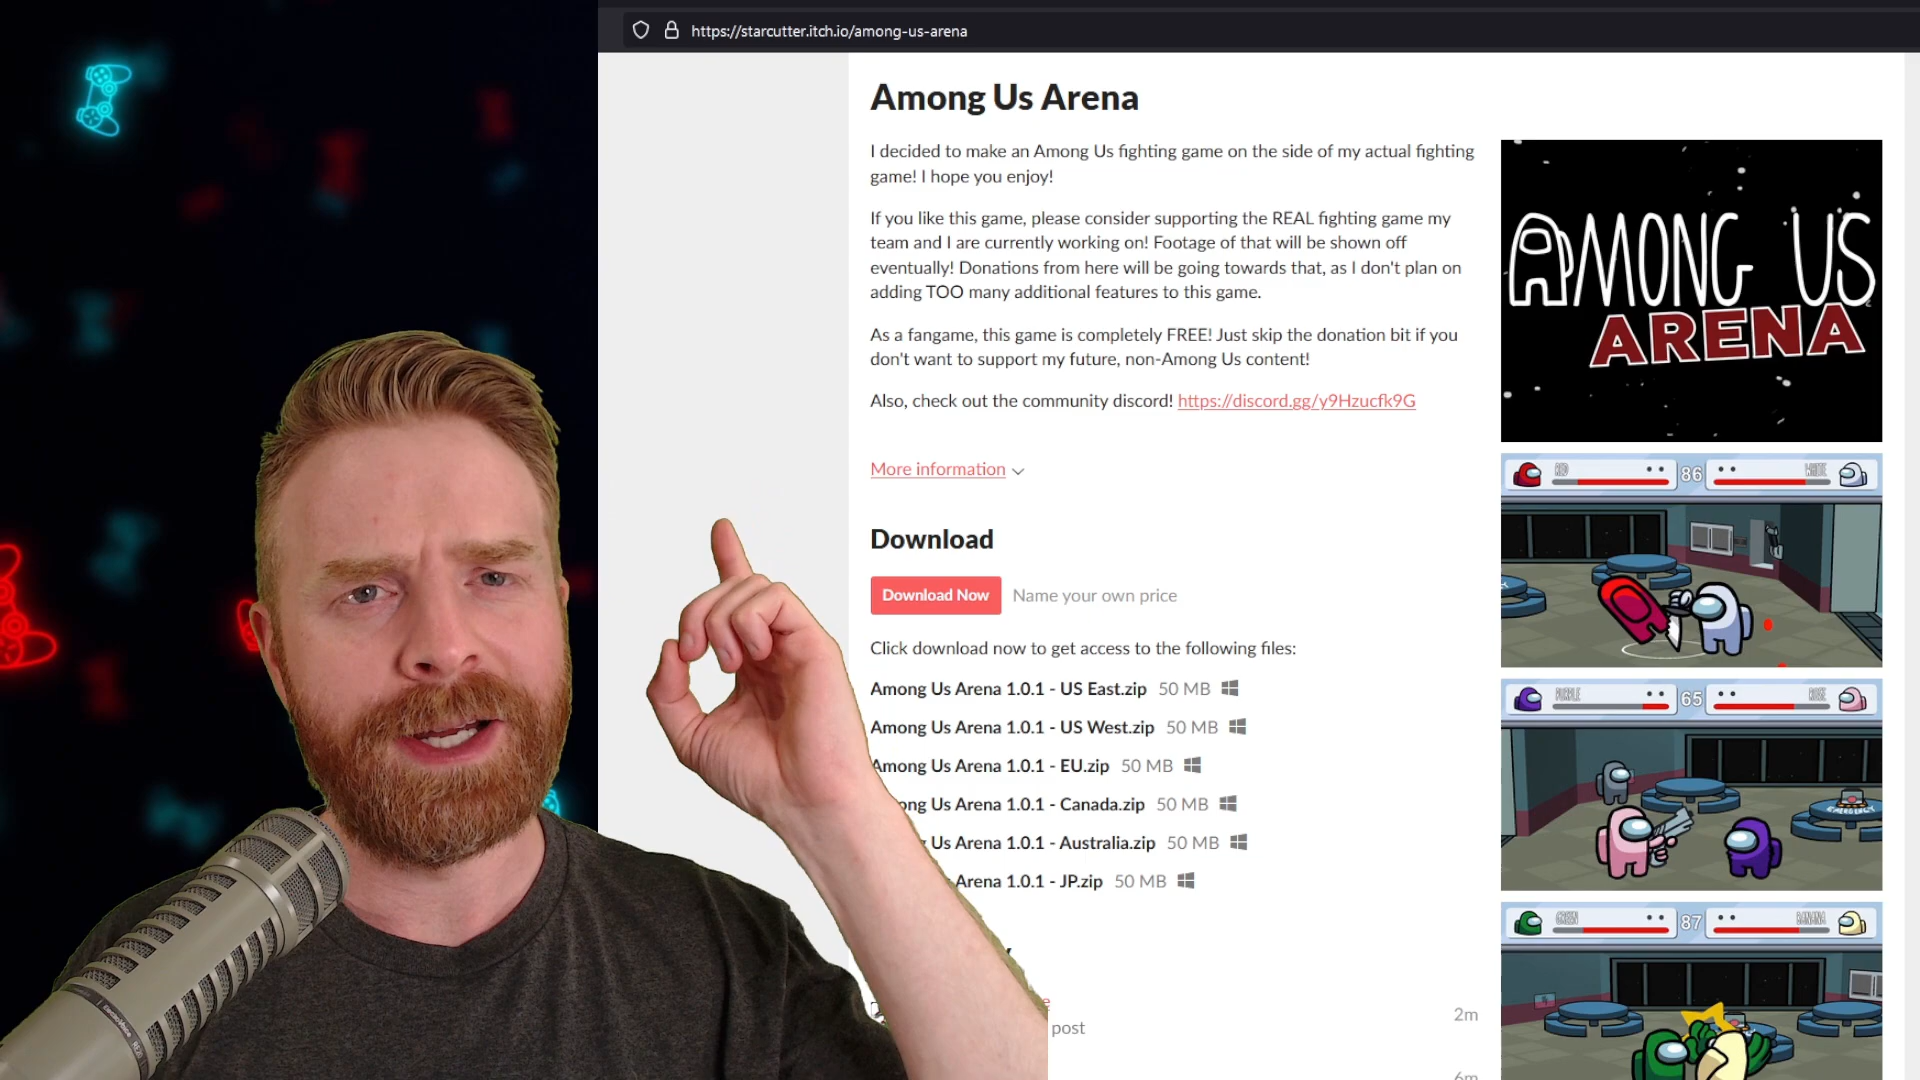 https://starcutter.itch.io/among-us-arena
Among Us Arena
I decided to make an Among Us fighting game on the side of my actual fighting
game! I hope you enjoy!
If you like this game, please consider supporting the REAL fighting game my
team and I are currently working on! Footage of that will be shown off
eventually! Donations from here will be going towards that, as I don't plan on
adding TOO many additional features to this game.
As a fangame, this game is completely FREE! Just skip the donation bit if you
don't want to support my future, non-Among Us content!
Also, check out the community discord! https://discord.gg/y9Hzucfk9G
More information
Download
Download Now Name your own price
Click download now to get access to the following files:
Among Us Arena 1.0.1 - US East.zip 50 MB
Among Us Arena 1.0.1 - US West.zip 50 MB
Among Us Arena 1.0.1 - EU.zip 50 MB
Us Arena 1.0.1 - Canada.zip 50 MB
Us Arena 1.0.1 - Australia.zip 50 MB
Arena 1.0.1 - JP.zip 50 MB
post
2m
6m
AMONG US
ARENA
RED 86 WHITE
PURPLE 65 ROSE
EMERGENCY
GREEN 87 BANANA